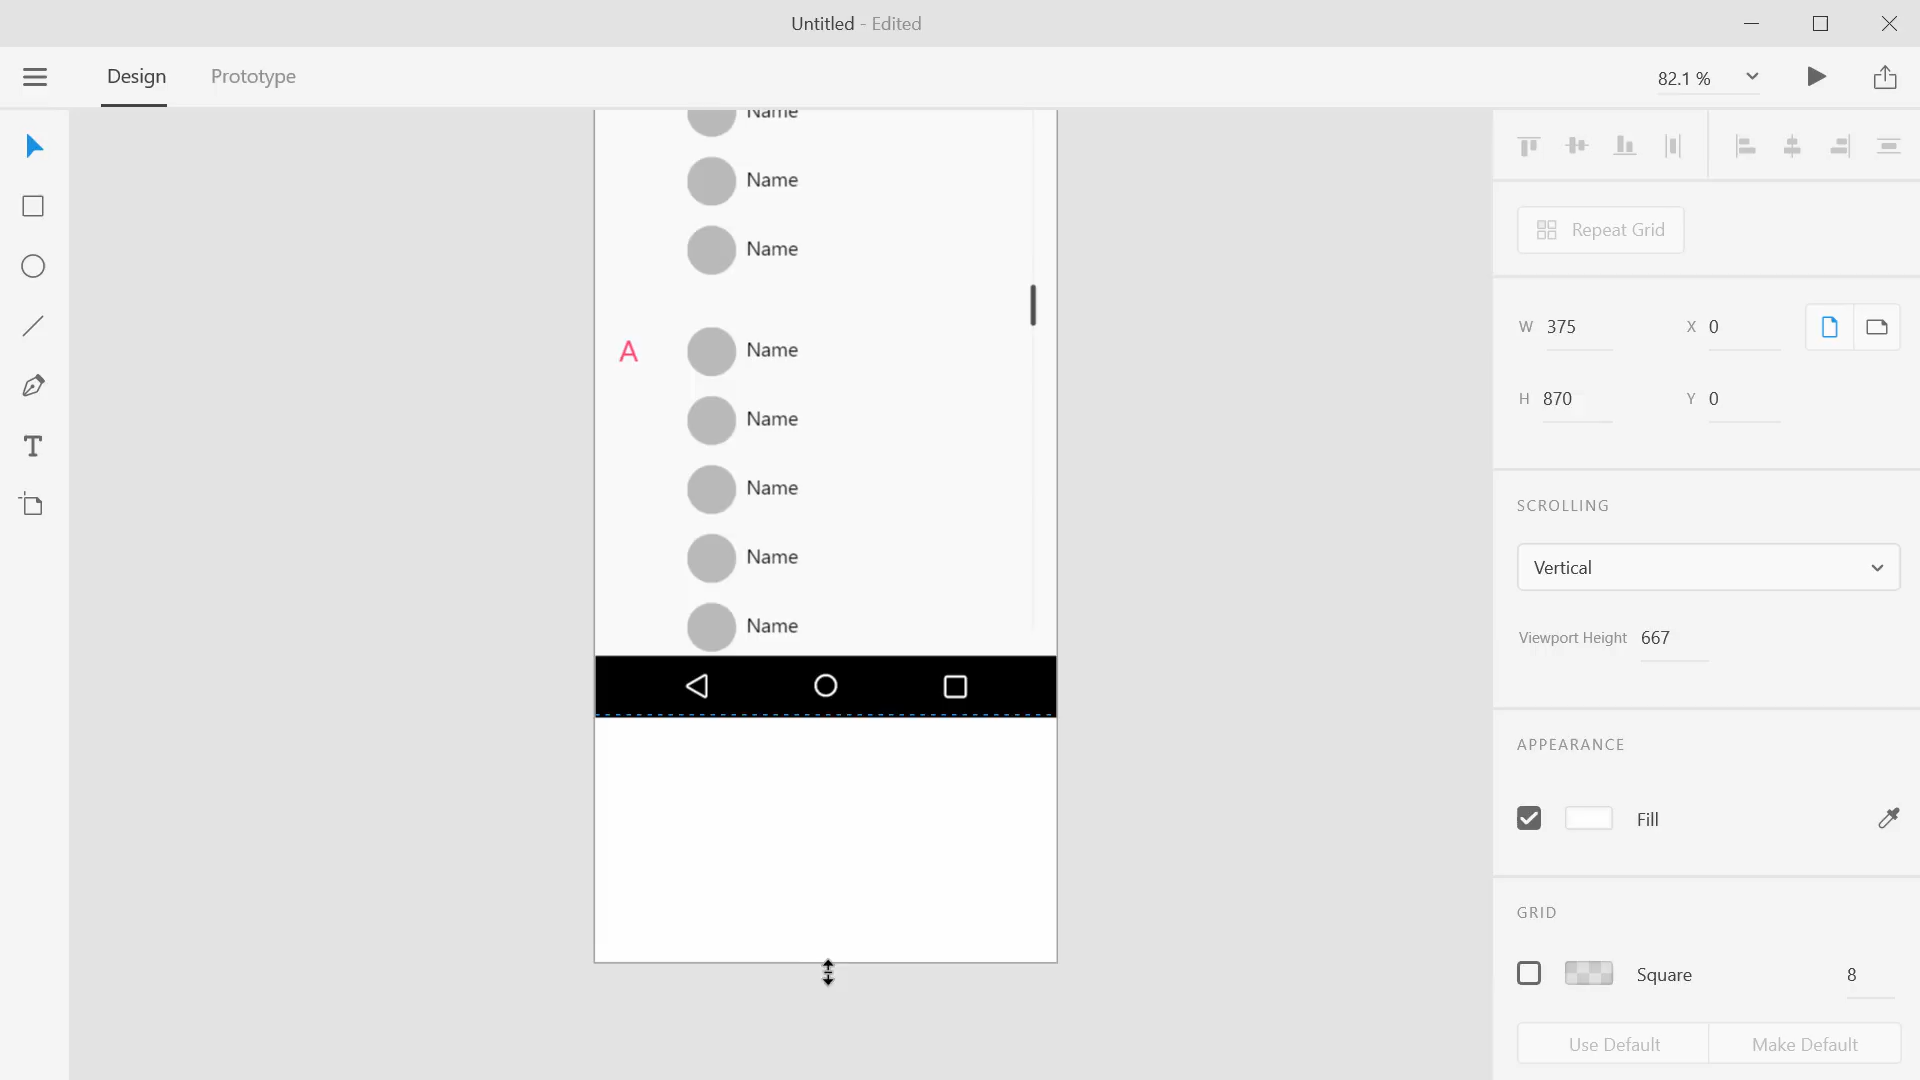 Untitled - Edited
Design Prototype
82.1 %
Name
Name
Name
A Name
Name
Name
Name
Name
Repeat Grid
W 375 X 0
H 870 Y 0
SCROLLING
Vertical
Viewport Height 667
APPEARANCE
Fill
GRID
Square 8
Use Default Make Default